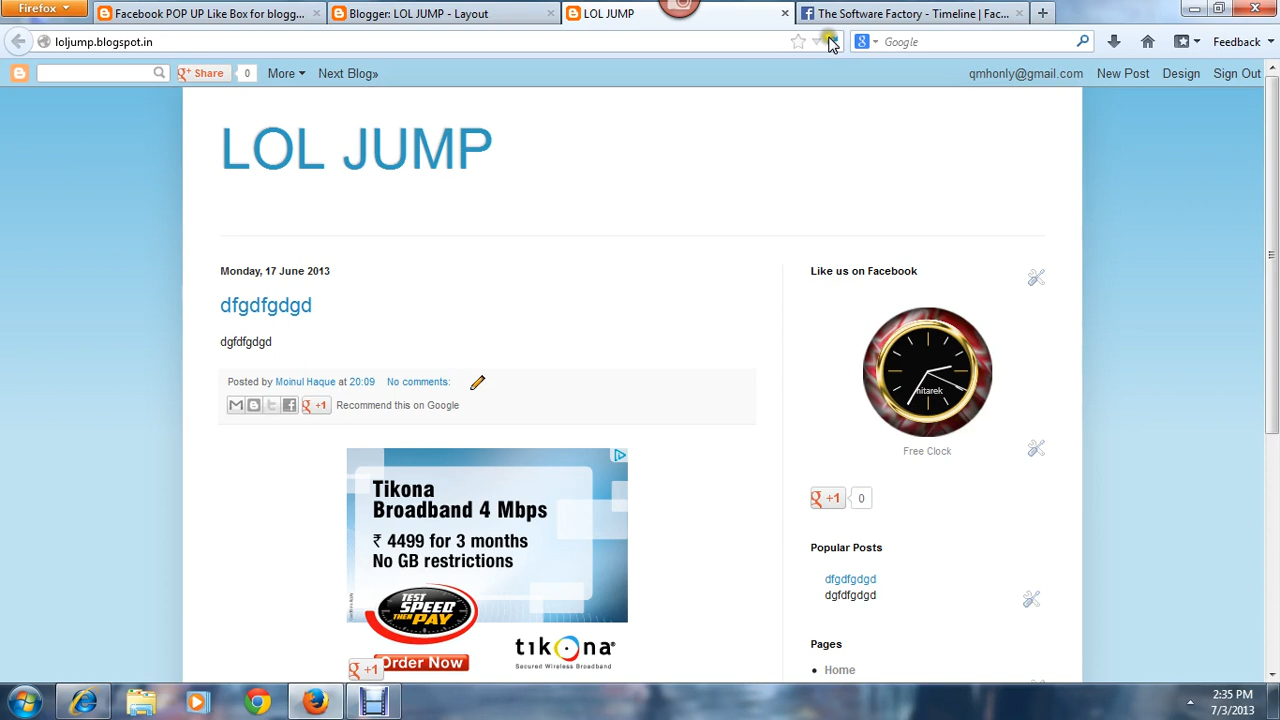 Firefox
Facebook POP UP Like Box for blogg...
Blogger: LOL JUMP - Layout
LOL JUMP
The Software Factory - Timeline | Fac...
loljump.blogspot.in
Google
Feedback
Share
0
More
Next Blog»
qmhonly@gmail.com
New Post
Design
Sign Out
LOL JUMP
Monday, 17 June 2013
dfgdfgdgd
dgfdfgdgd
Posted by Moinul Haque at 20:09 No comments:
g +1 Recommend this on Google
Like us on Facebook
mitarek
Free Clock
g +1 0
Popular Posts
dfgdfgdgd
dgfdfgdgd
Pages
Home
Tikona
Broadband 4 Mbps
₹ 4499 for 3 months
No GB restrictions
TEST
SPEED
THEN PAY
Order Now
tikona
Secured Wireless Broadband
g +1
2:35 PM
7/3/2013